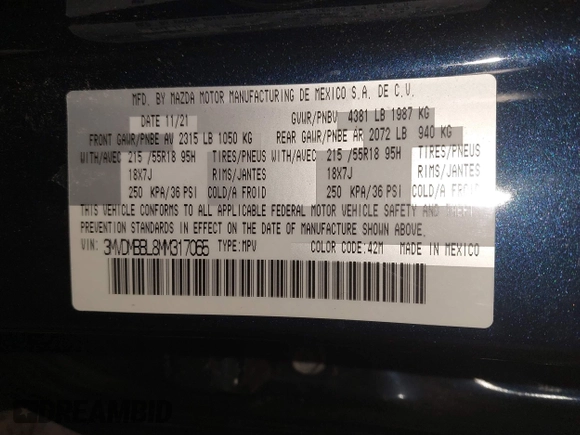 MFD. BY MAZDA MOTOR MANUFACTURING DE MEXICO S.A. DE C.V.
DATE 11/21 GVWR/PNBV 4381 LB 1987 KG
FRONT GAWR/PNBE AV 2315 LB 1050 KG REAR GAWR/PNBE AR 2072 LB 940 KG
WITH/AVEC 215 /55R18 95H TIRES/PNEUS WITH/AVEC 215 /55R18 95H TIRES/PNEUS
18X7J RIMS/JANTES 18X7J RIMS/JANTES
250 KPA/36 PSI COLD/A FROID 250 KPA/36 PSI COLD/A FROID
THIS VEHICLE CONFORMS TO ALL APPLICABLE FEDERAL MOTOR VEHICLE SAFETY AND THEFT
PREVENTION STANDARDS IN EFFECT ON THE DATE OF MANUFACTURE SHOWN ABOVE.
VIN: 3MVDMBBL8MM317065 TYPE:MPV COLOR CODE:42M MADE IN MEXICO
DREAMBID